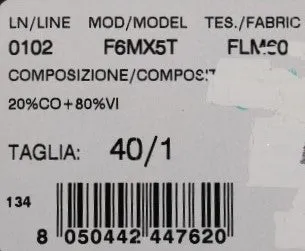 LN/LINE MOD/MODEL TES./FABRIC
0102 F6MX5T
COMPOSIZIONE/
20%CO+80%VI
TAGLIA: 40/1
134
8 050442 447620